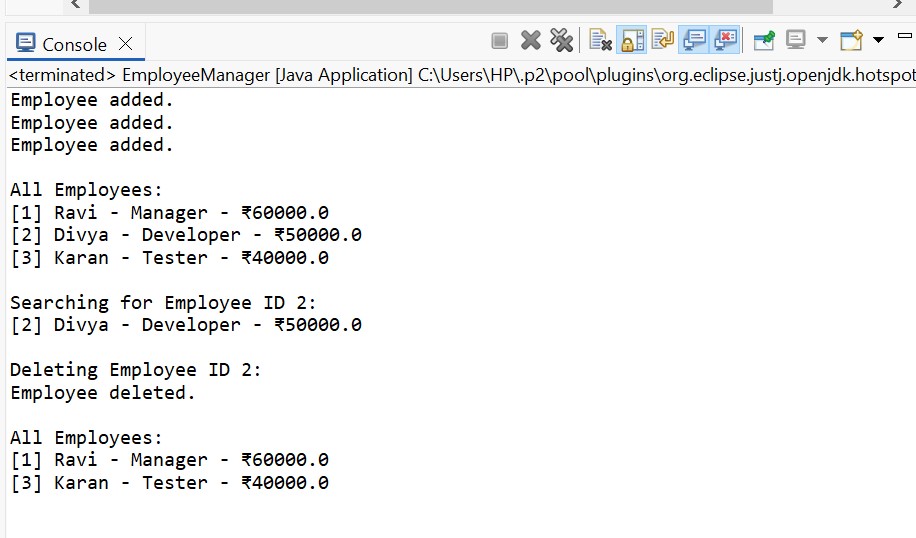 Console
<terminated> EmployeeManager [Java Application] C:\Users\HP\.p2\pool\plugins\org.eclipse.justj.openjdk.hotspot
Employee added.
Employee added.
Employee added.

All Employees:
[1] Ravi - Manager - ₹60000.0
[2] Divya - Developer - ₹50000.0
[3] Karan - Tester - ₹40000.0

Searching for Employee ID 2:
[2] Divya - Developer - ₹50000.0

Deleting Employee ID 2:
Employee deleted.

All Employees:
[1] Ravi - Manager - ₹60000.0
[3] Karan - Tester - ₹40000.0